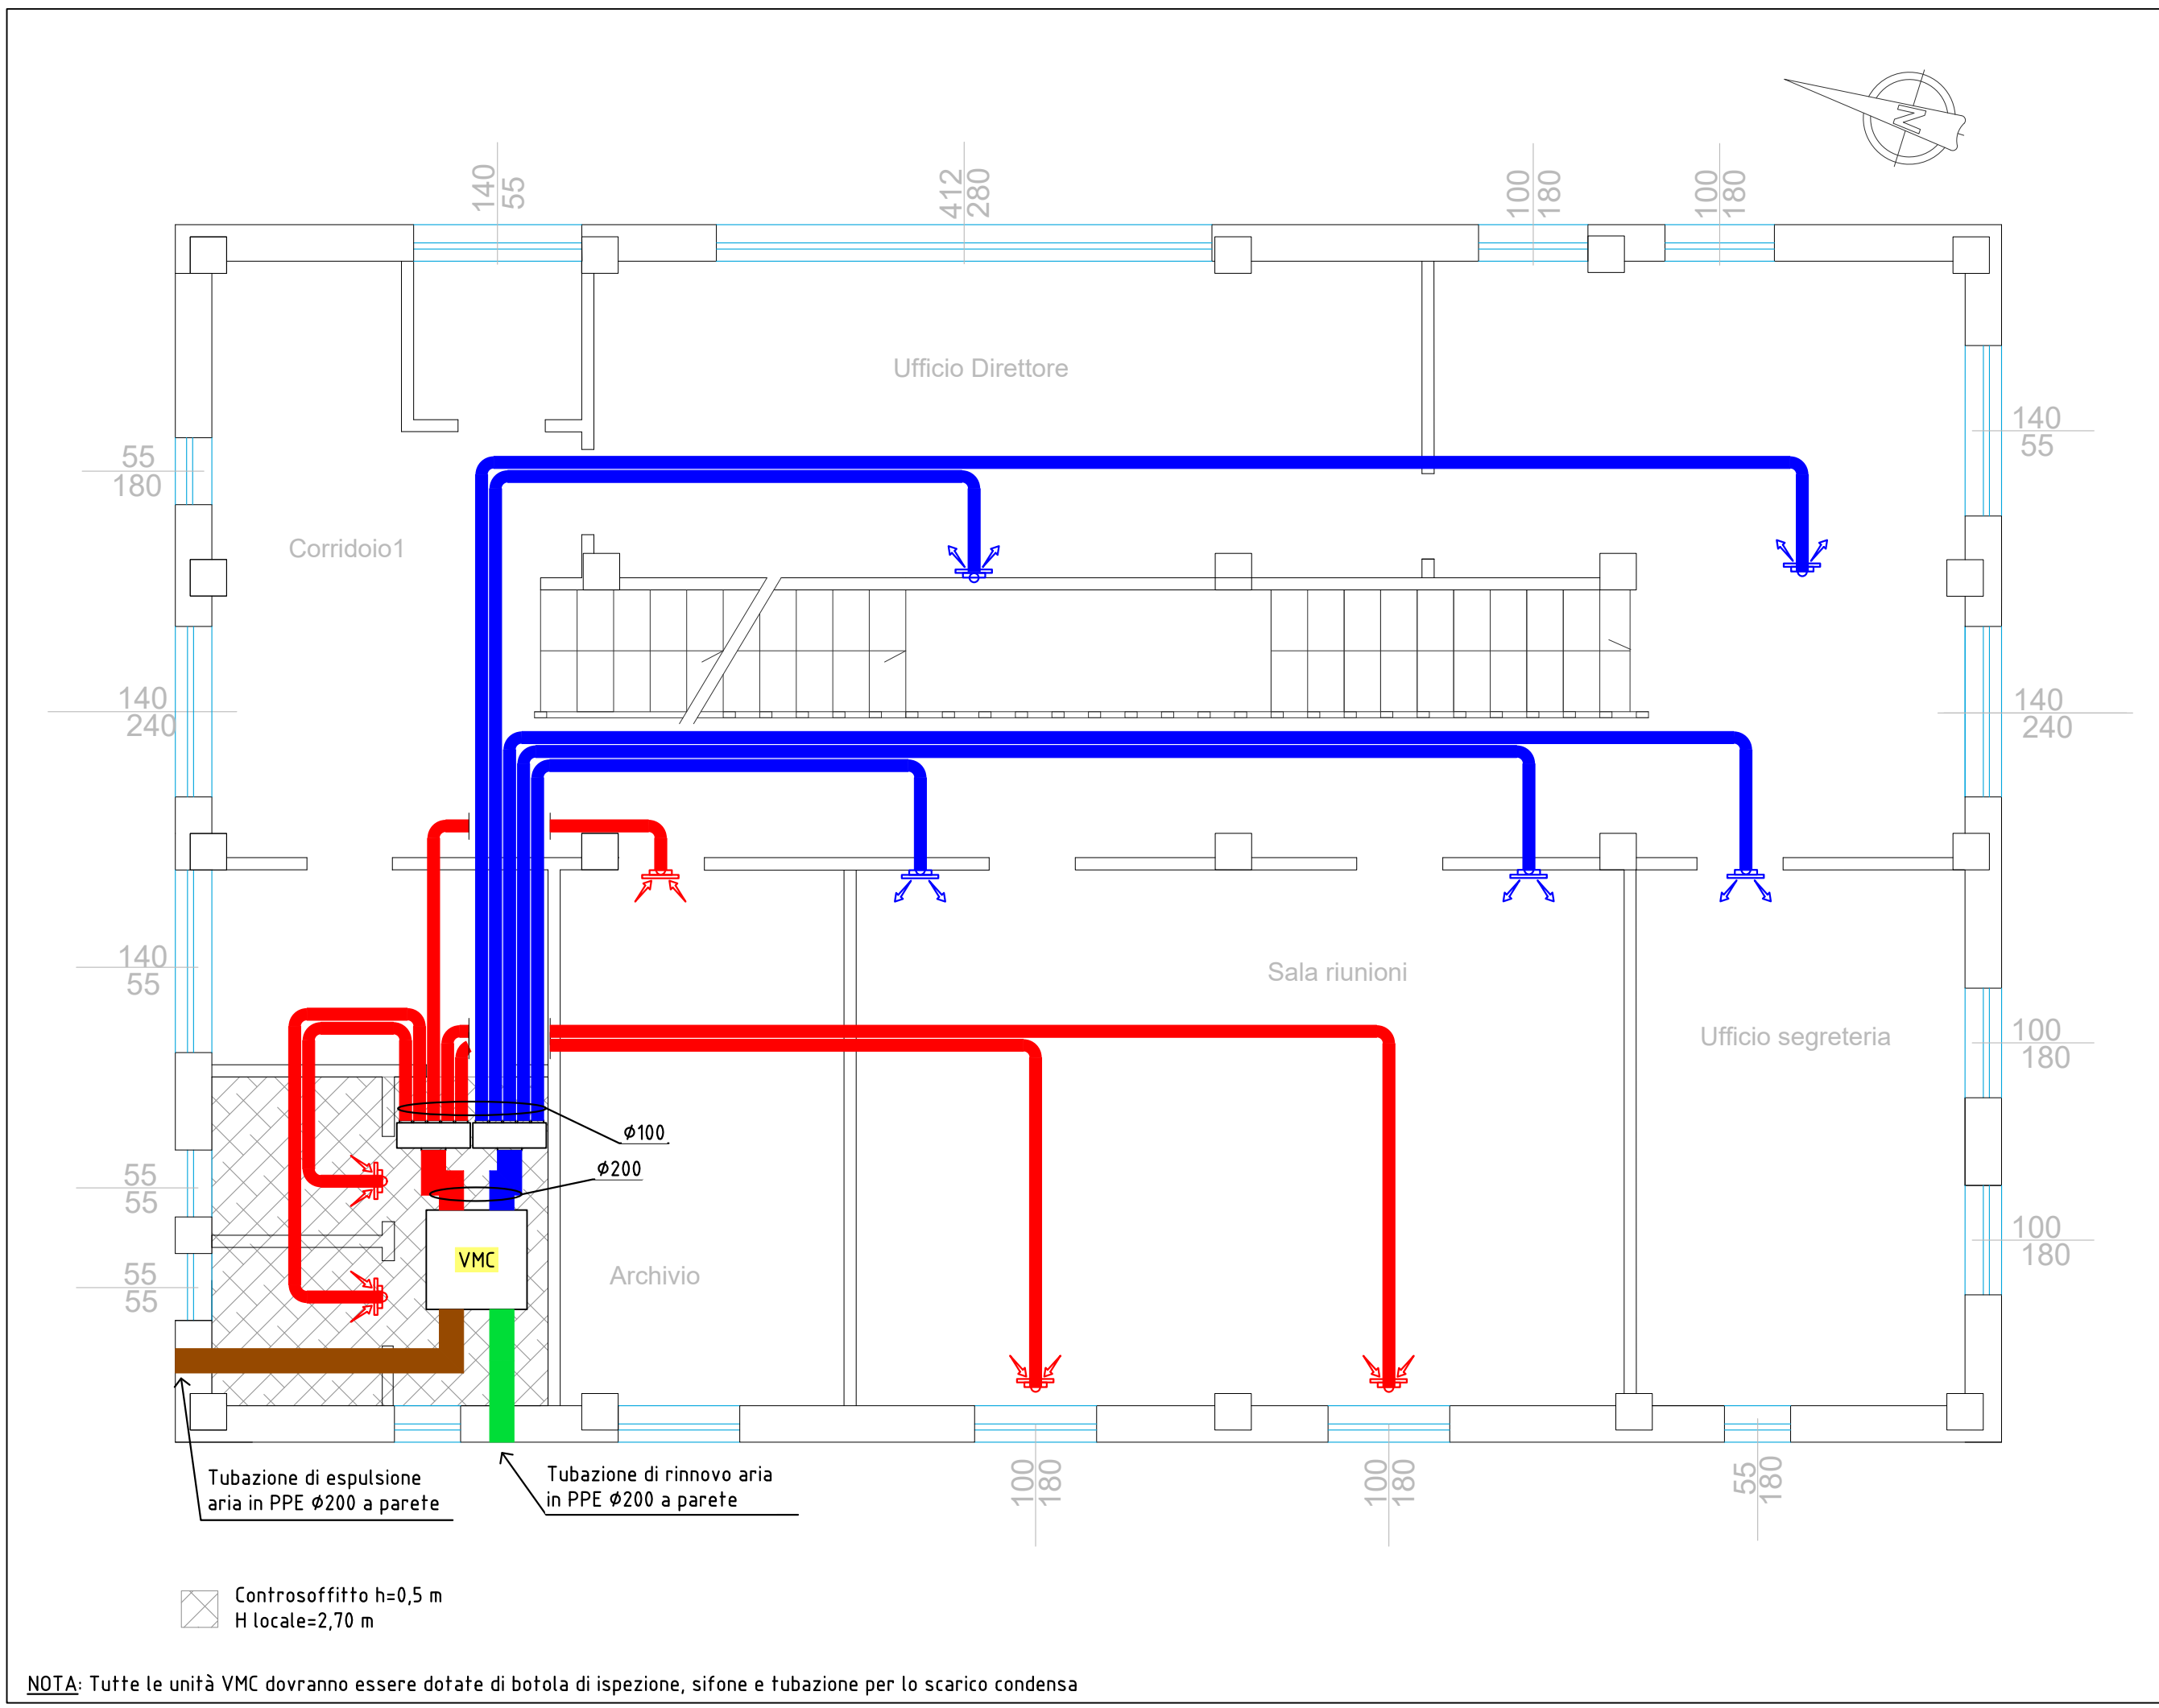 N
140
55
412
280
100
180
100
180
Ufficio Direttore
140
55
55
180
Corridoio1
140
240
140
240
140
55
Sala riunioni
Ufficio segreteria
100
180
Ø100
Ø200
55
55
100
180
VMC
Archivio
55
55
Tubazione di espulsione
aria in PPE Ø200 a parete
Tubazione di rinnovo aria
in PPE Ø200 a parete
100
180
100
180
55
180
Controsoffitto h=0,5 m
H locale=2,70 m
NOTA: Tutte le unità VMC dovranno essere dotate di botola di ispezione, sifone e tubazione per lo scarico condensa